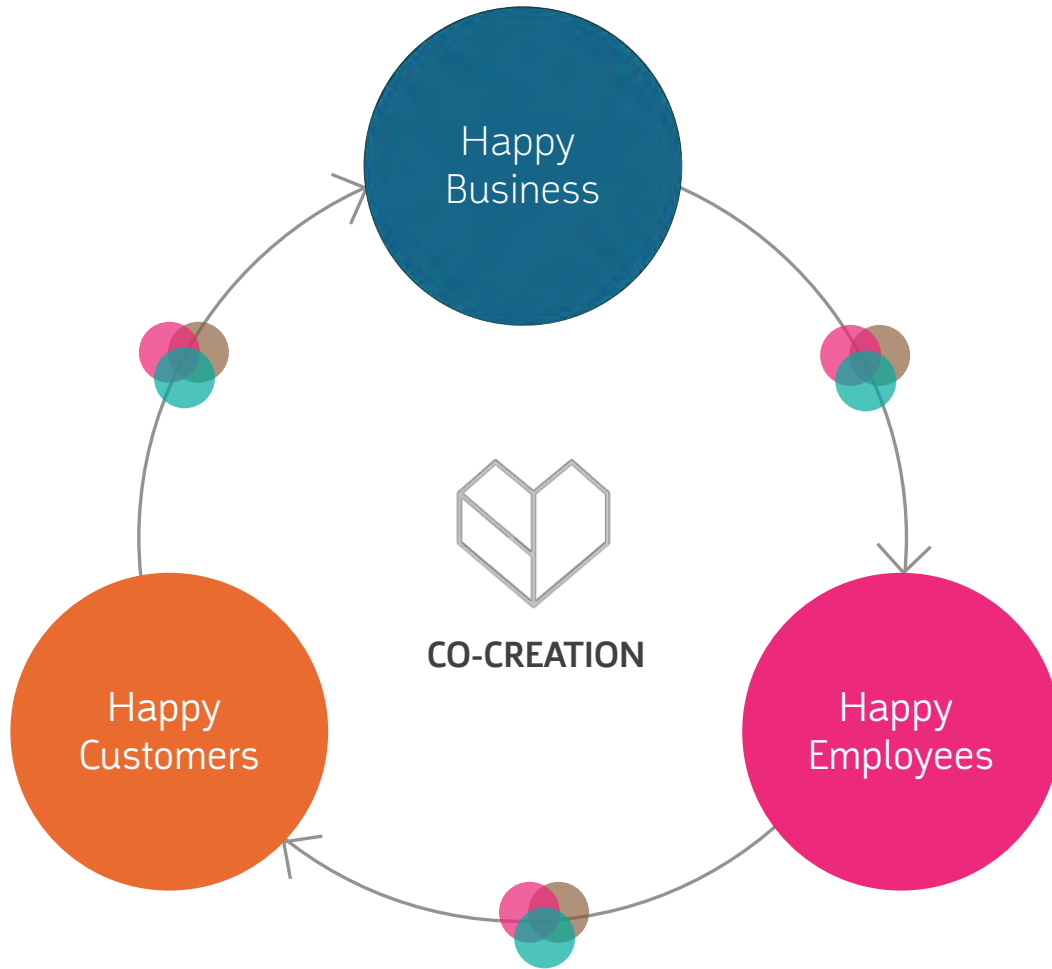 Happy
Business
CO-CREATION
Happy
Customers
Happy
Employees